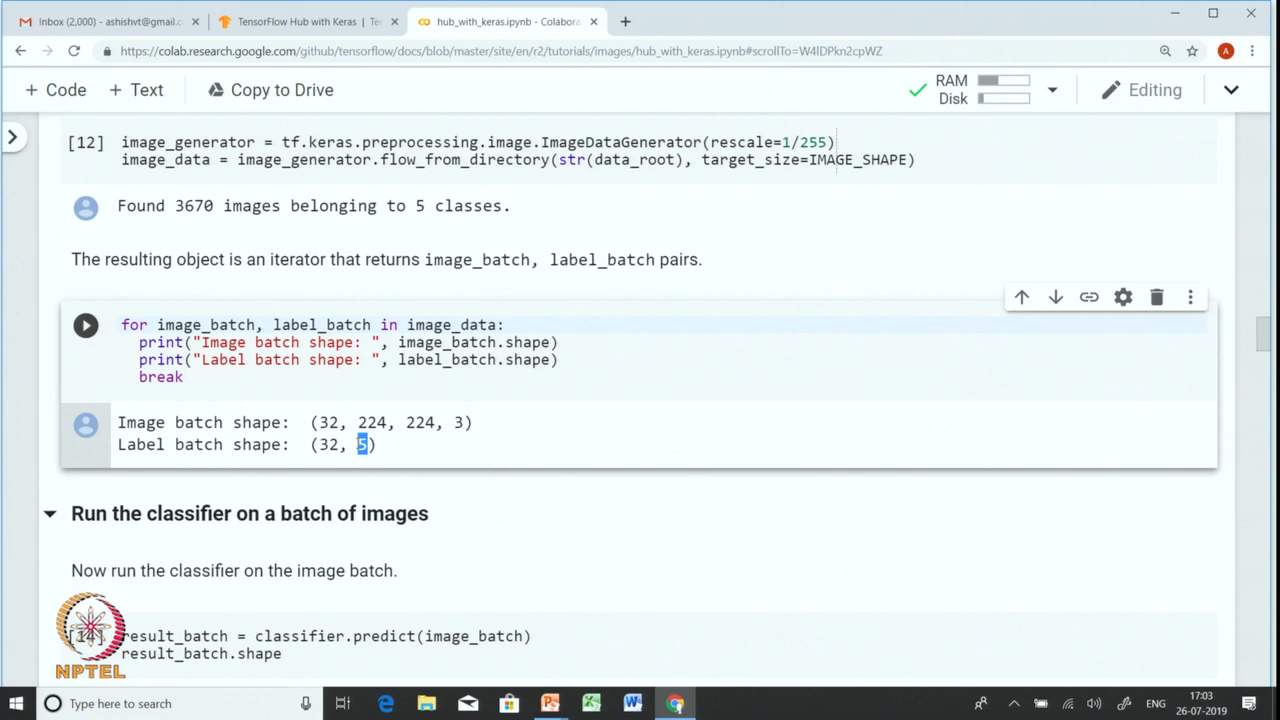 Inbox (2,000) - ashishvt@gmail.c
TensorFlow Hub with Keras | Ten
hub_with_keras.ipynb - Colabora
https://colab.research.google.com/github/tensorflow/docs/blob/master/site/en/r2/tutorials/images/hub_with_keras.ipynb#scrollTo=W4lDPkn2cpWZ
A
+ Code + Text Copy to Drive
RAM
Disk
Editing
[12] image_generator = tf.keras.preprocessing.image.ImageDataGenerator(rescale=1/255)
image_data = image_generator.flow_from_directory(str(data_root), target_size=IMAGE_SHAPE)
Found 3670 images belonging to 5 classes.
The resulting object is an iterator that returns image_batch, label_batch pairs.
for image_batch, label_batch in image_data:
print("Image batch shape: ", image_batch.shape)
print("Label batch shape: ", label_batch.shape)
break
Image batch shape: (32, 224, 224, 3)
Label batch shape: (32, 5)
Run the classifier on a batch of images
Now run the classifier on the image batch.
[14] result_batch = classifier.predict(image_batch)
result_batch.shape
NPTEL
Type here to search
ENG
17:03
26-07-2019